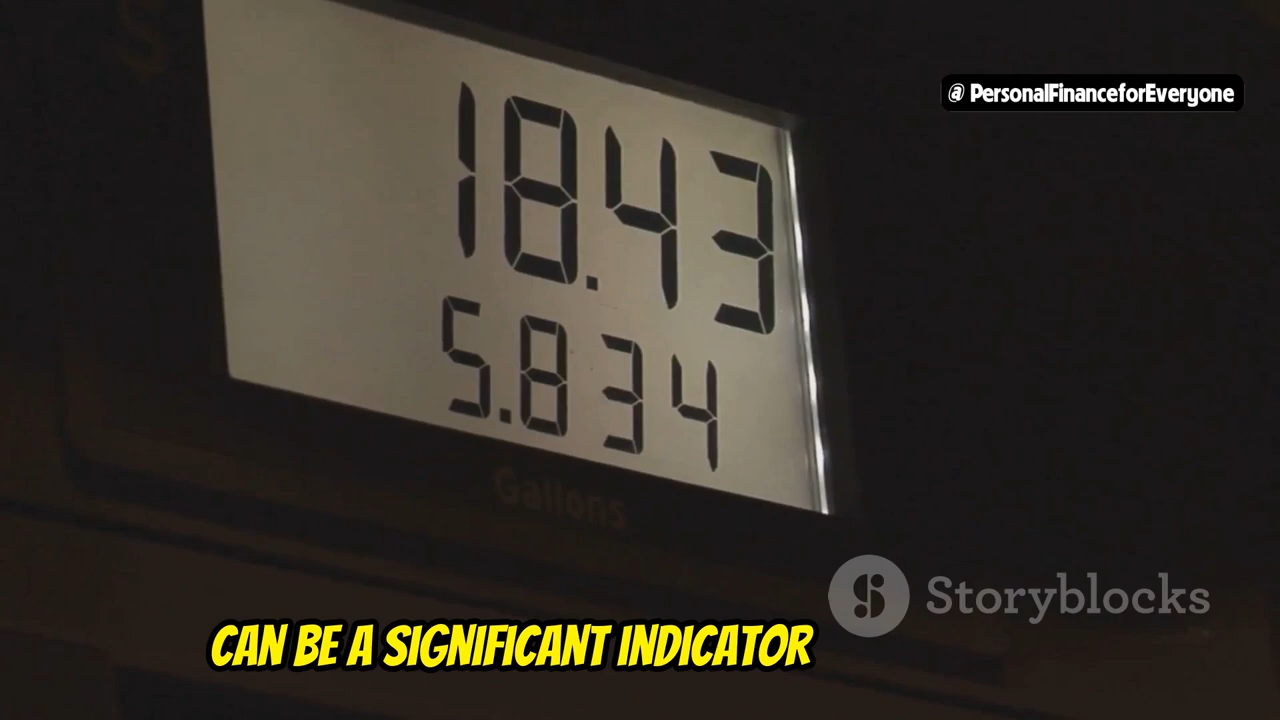 @ PersonalFinanceforEveryone
$
18.43
5.834
Gallons
Storyblocks
CAN BE A SIGNIFICANT INDICATOR